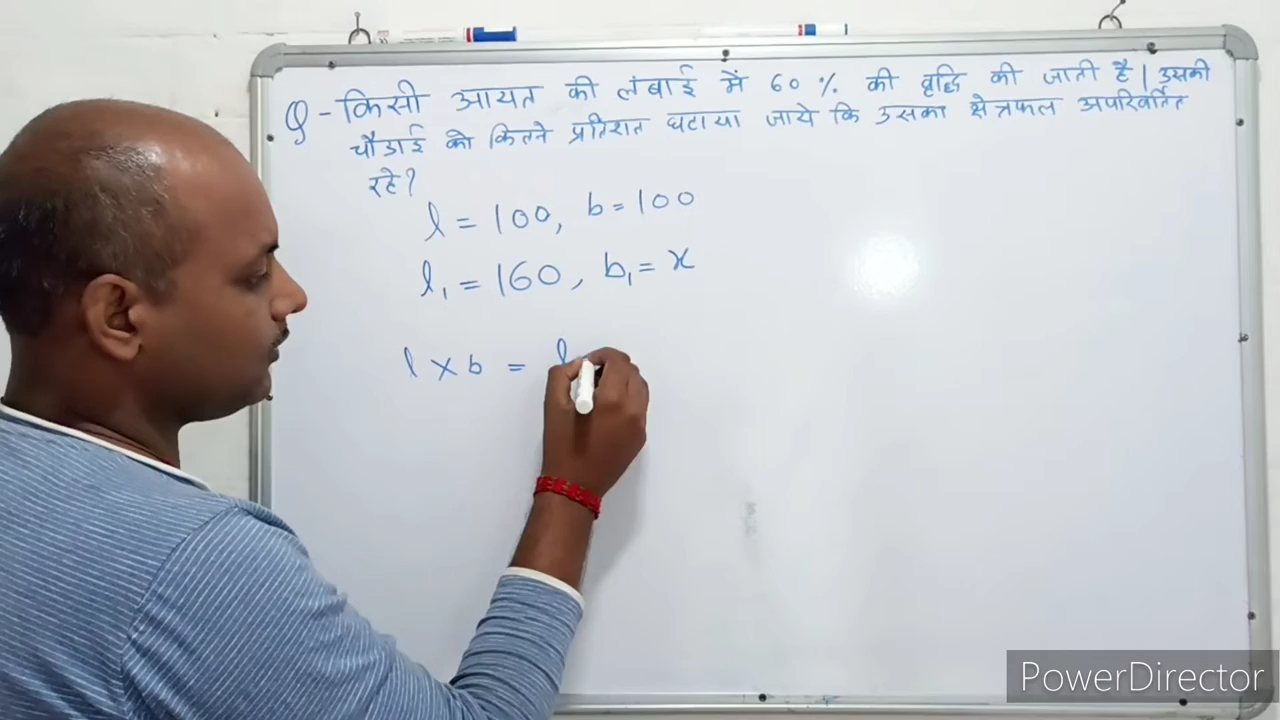 Q - किसी आयत की लंबाई में 60 % की वृद्धि की जाती है | उसकी
चौडाई को कितने प्रतिशत घटाया जाये कि उसका क्षेत्रफल अपरिवर्तित
रहे ?
l = 100, b = 100
l₁ = 160, b₁ = x
l × b = l
PowerDirector